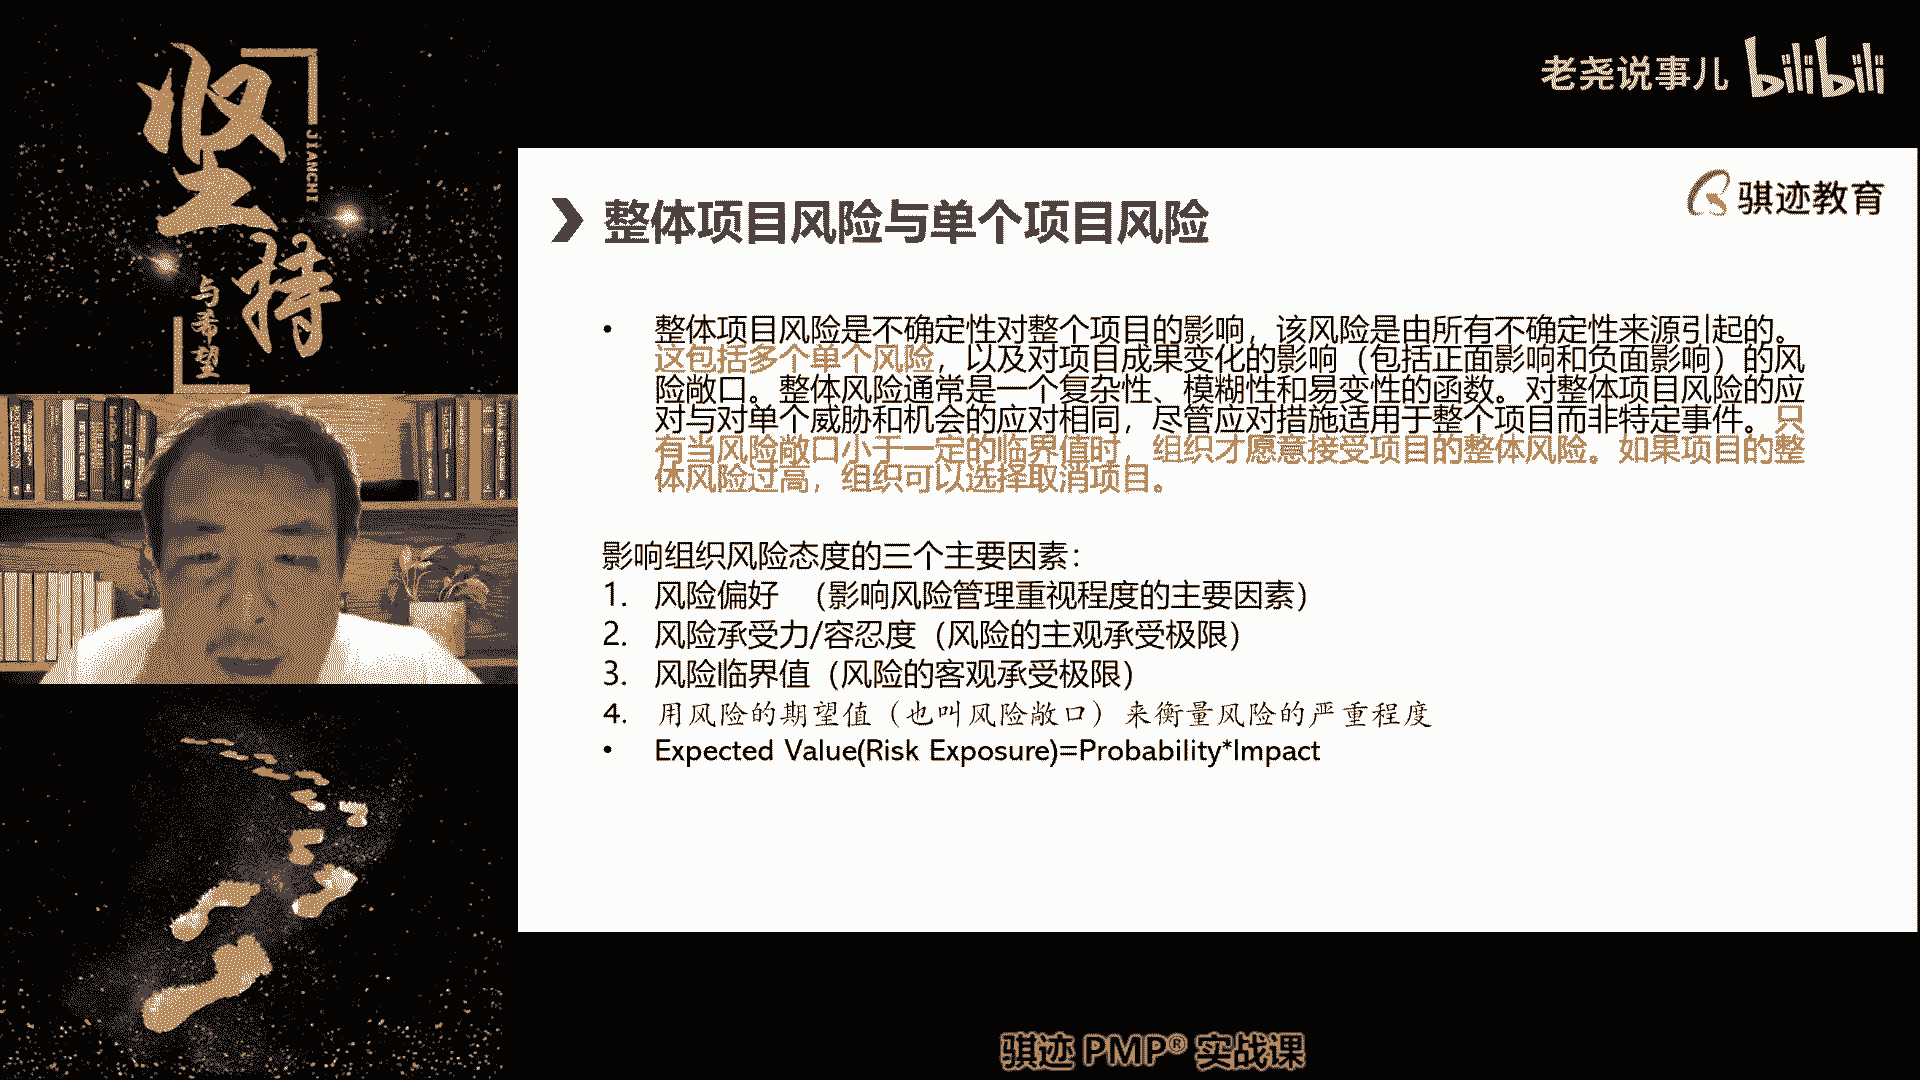 坚持
JIANCHI
与希望
老尧说事儿 bilibili
骐迹教育
整体项目风险与单个项目风险
• 整体项目风险是不确定性对整个项目的影响，该风险是由所有不确定性来源引起的。
这包括多个单个风险，以及对项目成果变化的影响（包括正面影响和负面影响）的风
险敞口。整体风险通常是一个复杂性、模糊性和易变性的函数。对整体项目风险的应
对与对单个威胁和机会的应对相同，尽管应对措施适用于整个项目而非特定事件。只
有当风险敞口小于一定的临界值时，组织才愿意接受项目的整体风险。如果项目的整
体风险过高，组织可以选择取消项目。
影响组织风险态度的三个主要因素：
1. 风险偏好 （影响风险管理重视程度的主要因素）
2. 风险承受力/容忍度（风险的主观承受极限）
3. 风险临界值（风险的客观承受极限）
4. 用风险的期望值（也叫风险敞口）来衡量风险的严重程度
• Expected Value(Risk Exposure)=Probability*Impact
骐迹 PMP® 实战课